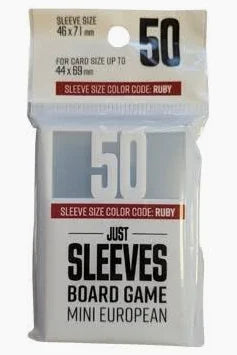 SLEEVE SIZE
46 x 71 mm
50
FOR CARD SIZE UP TO
44 x 69 mm
SLEEVE SIZE COLOR CODE: RUBY
50
SLEEVE SIZE COLOR CODE: RUBY
JUST
SLEEVES
BOARD GAME
MINI EUROPEAN